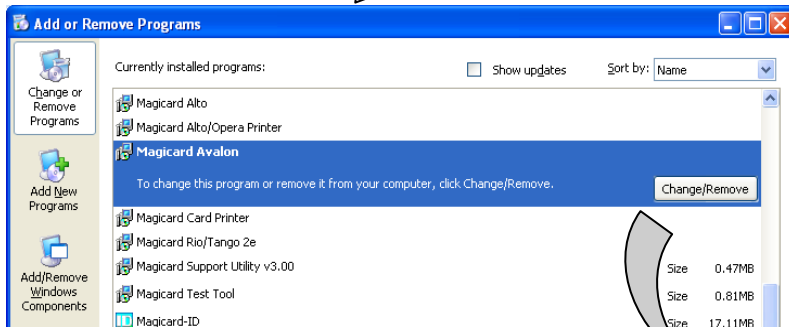 Add or Remove Programs
Change or
Remove
Programs
Add New
Programs
Add/Remove
Windows
Components
Currently installed programs:
Show updates
Sort by: Name
Magicard Alto
Magicard Alto/Opera Printer
Magicard Avalon
To change this program or remove it from your computer, click Change/Remove.
Change/Remove
Magicard Card Printer
Magicard Rio/Tango 2e
Magicard Support Utility v3.00 Size 0.47MB
Magicard Test Tool Size 0.81MB
Magicard-ID Size 17.11MB